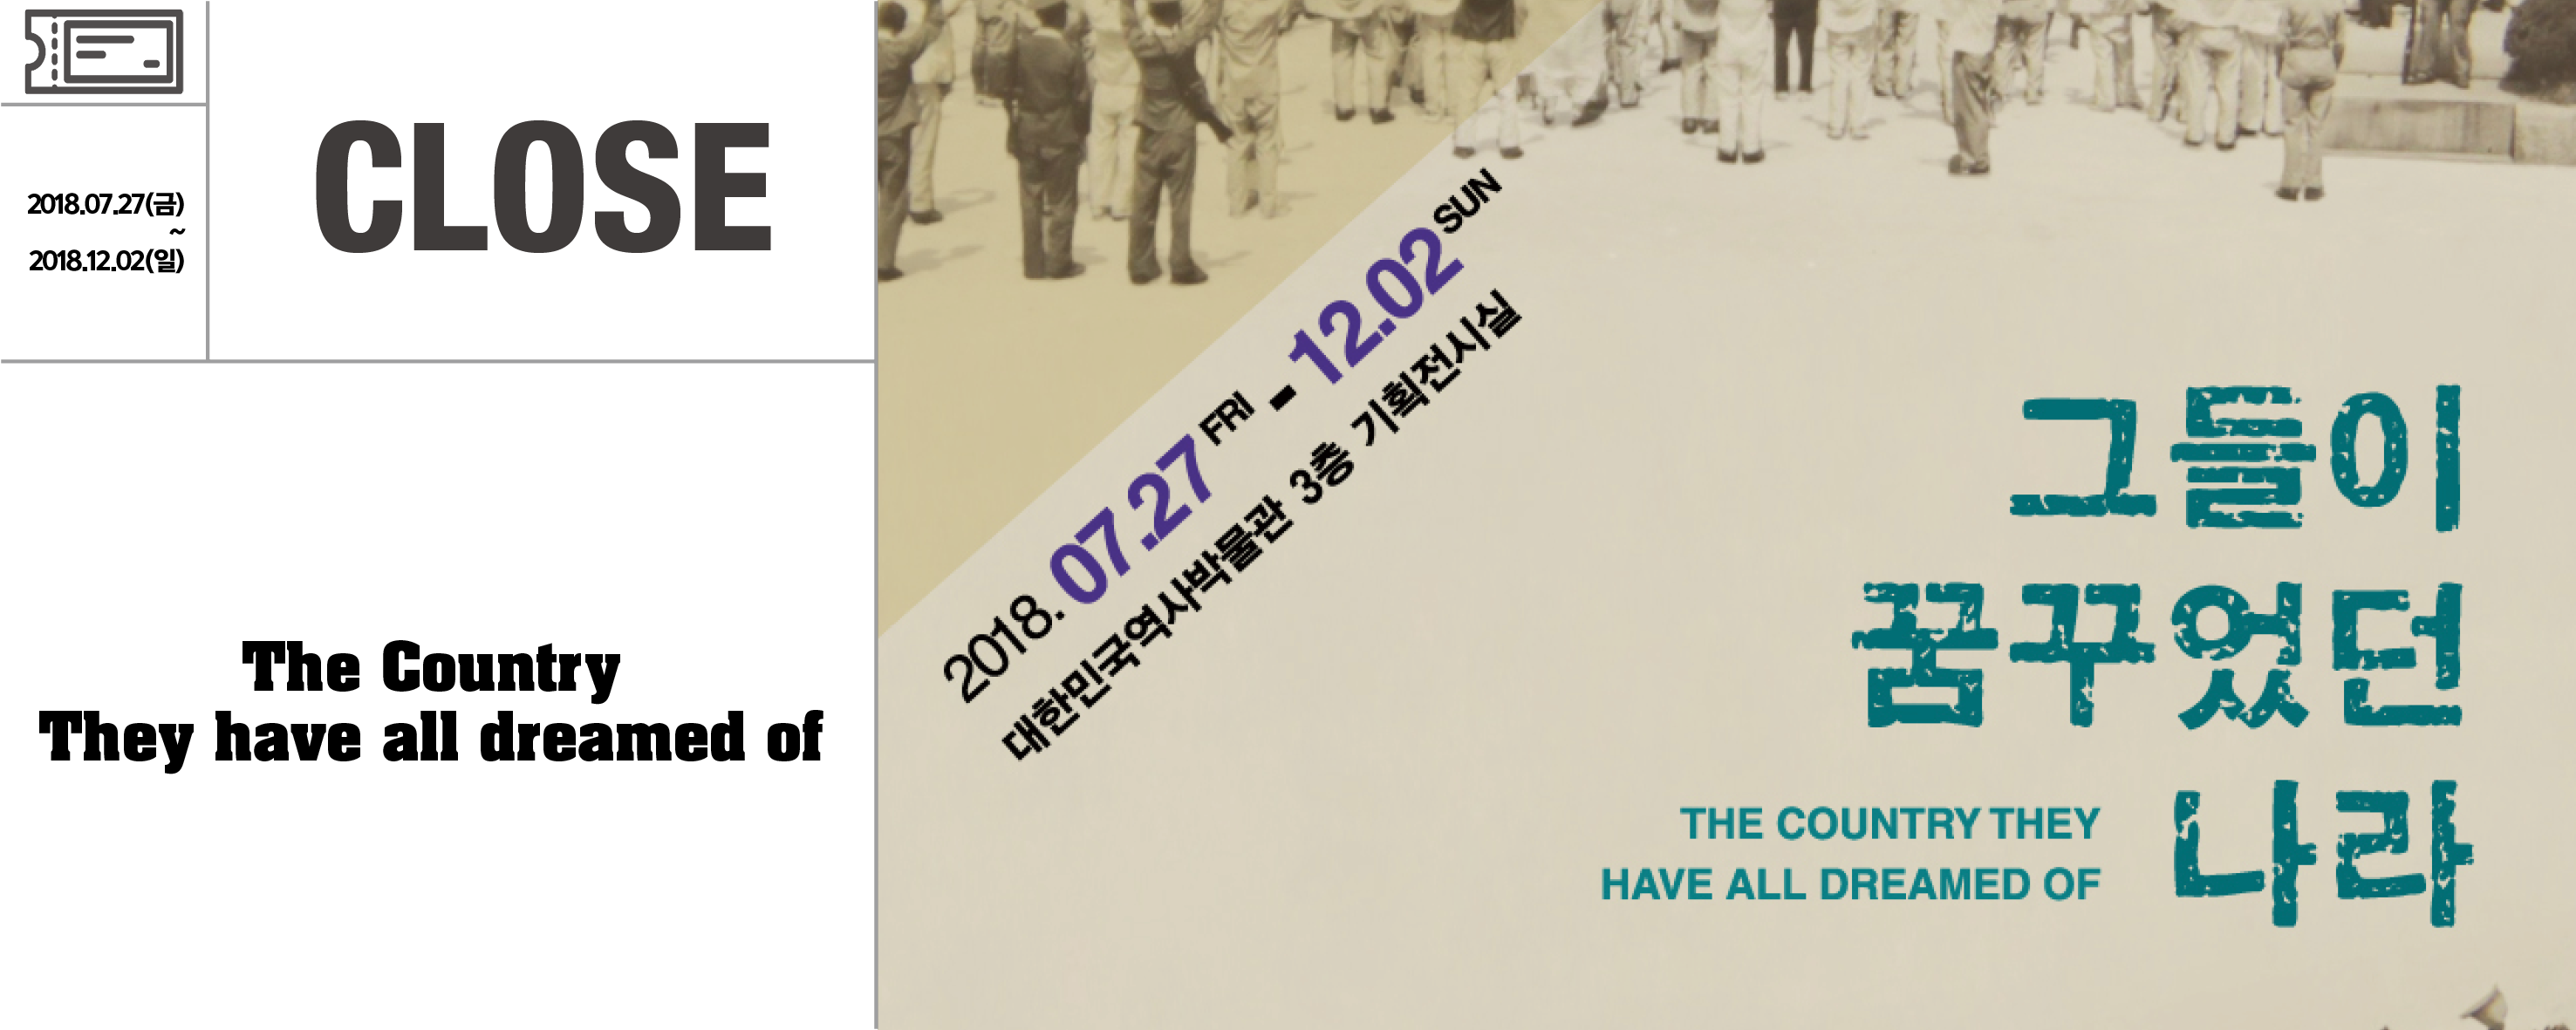 2018.07.27(금)
~
2018.12.02(일)
CLOSE
The Country
They have all dreamed of
2018. 07.27 FRI - 12.02 SUN
대한민국역사박물관 3층 기획전시실
그들이
꿈꾸었던
나라
THE COUNTRY THEY
HAVE ALL DREAMED OF